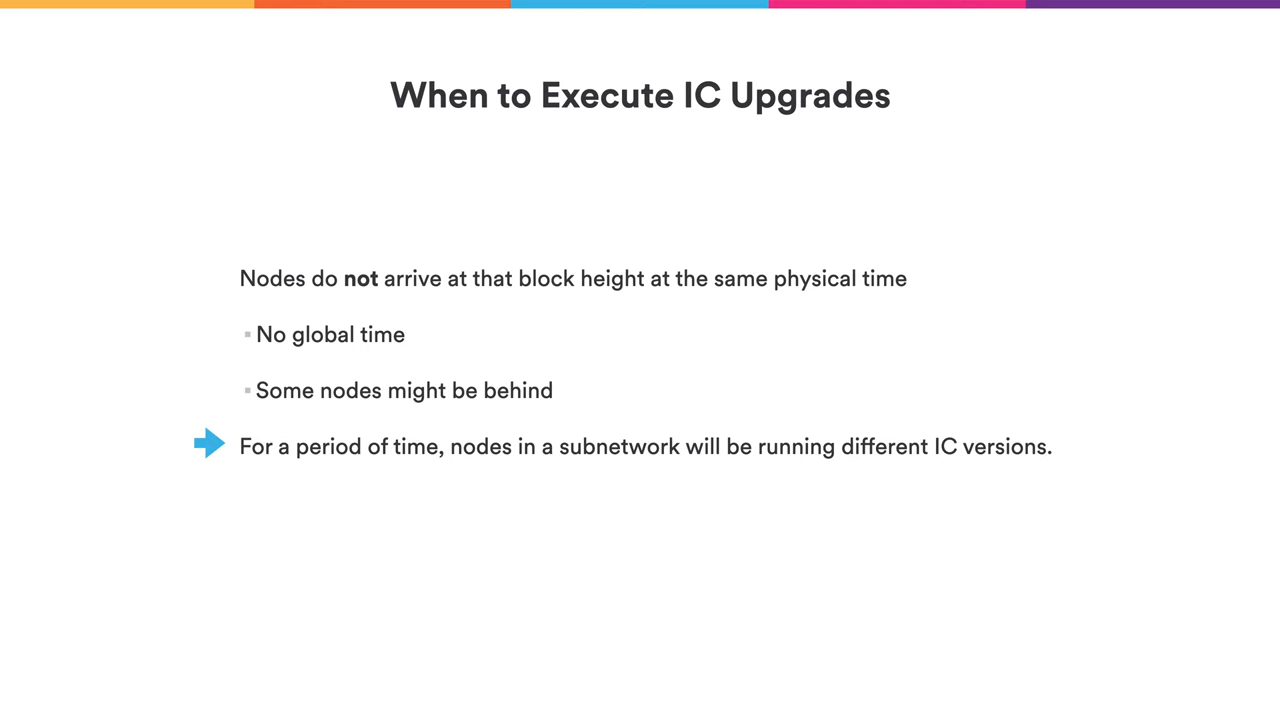 When to Execute IC Upgrades
Nodes do not arrive at that block height at the same physical time
▪ No global time
▪ Some nodes might be behind
For a period of time, nodes in a subnetwork will be running different IC versions.